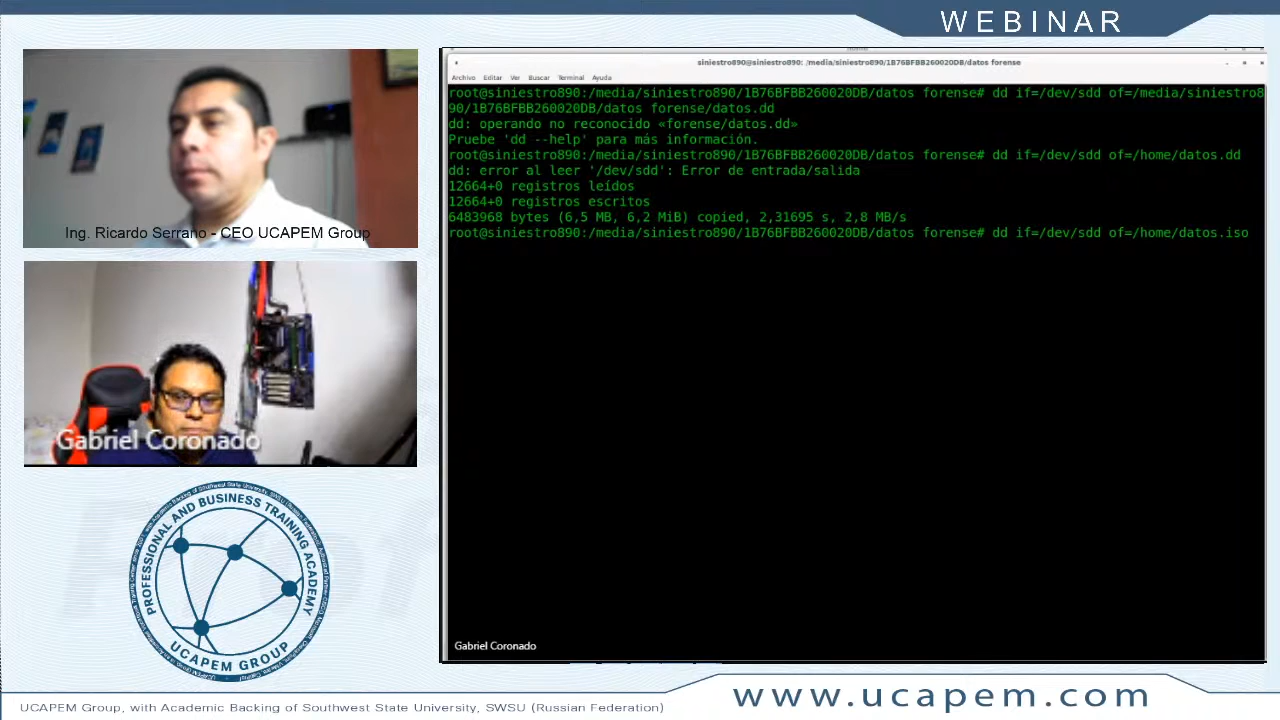 WEBINAR
siniestro890@siniestro890: /media/siniestro890/1B76BFBB260020DB/datos forense
Archivo Editar Ver Buscar Terminal Ayuda
root@siniestro890:/media/siniestro890/1B76BFBB260020DB/datos forense# dd if=/dev/sdd of=/media/siniestro8
90/1B76BFBB260020DB/datos forense/datos.dd
dd: operando no reconocido «forense/datos.dd»
Pruebe 'dd --help' para más información.
root@siniestro890:/media/siniestro890/1B76BFBB260020DB/datos forense# dd if=/dev/sdd of=/home/datos.dd
dd: error al leer '/dev/sdd': Error de entrada/salida
12664+0 registros leídos
12664+0 registros escritos
6483968 bytes (6,5 MB, 6,2 MiB) copied, 2,31695 s, 2,8 MB/s
root@siniestro890:/media/siniestro890/1B76BFBB260020DB/datos forense# dd if=/dev/sdd of=/home/datos.iso
Ing. Ricardo Serrano - CEO UCAPEM Group
Gabriel Coronado
PROFESSIONAL AND BUSINESS TRAINING ACADEMY
UCAPEM GROUP
Gabriel Coronado
www.ucapem.com
UCAPEM Group, with Academic Backing of Southwest State University, SWSU (Russian Federation)